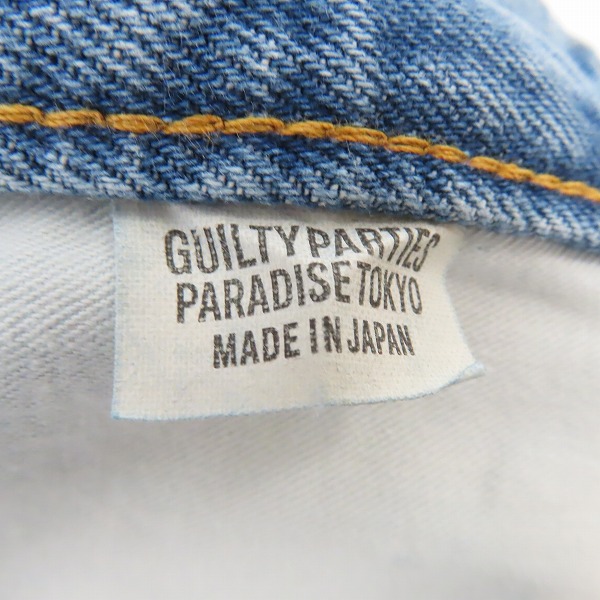 GUILTY PARTIES
PARADISE TOKYO
MADE IN JAPAN